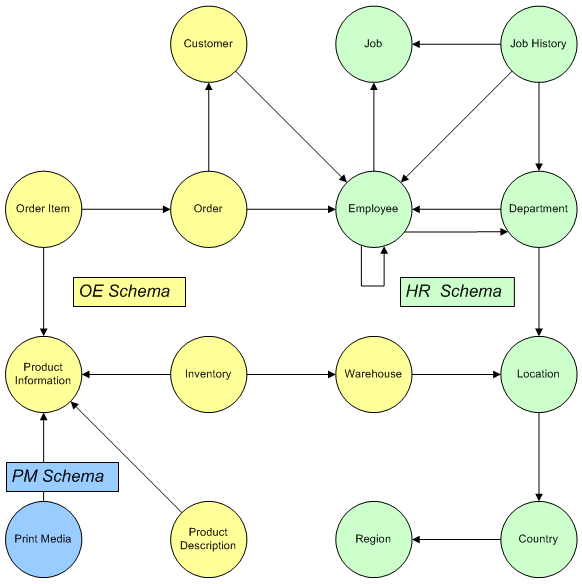 Customer
Job
Job History
Order Item
Order
Employee
Department
OE Schema
HR  Schema
Product
Information
Inventory
Warehouse
Location
PM Schema
Print Media
Product
Description
Region
Country